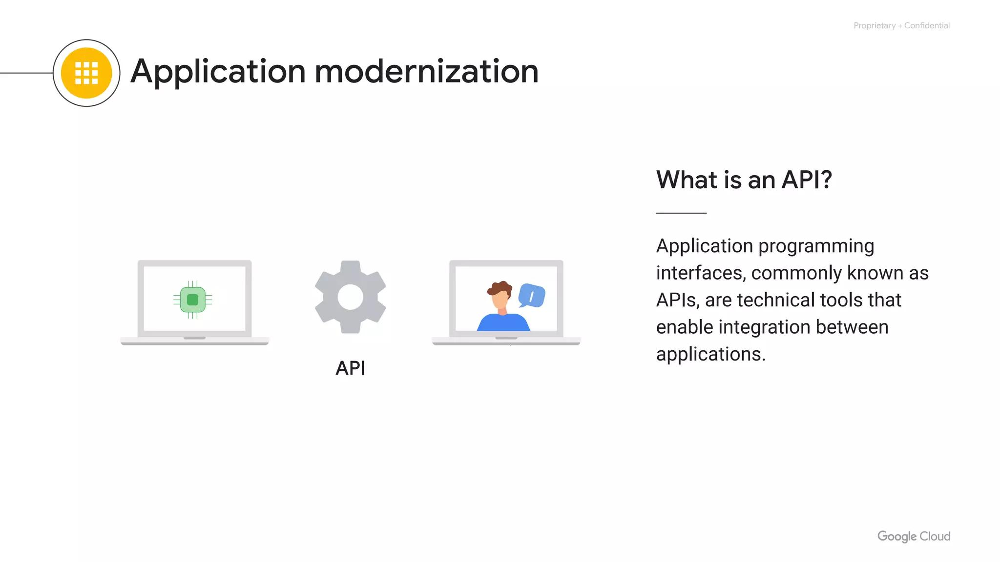 Proprietary + Confidential
Application modernization
What is an API?
Application programming
interfaces, commonly known as
APIs, are technical tools that
enable integration between
applications.
API
Google Cloud